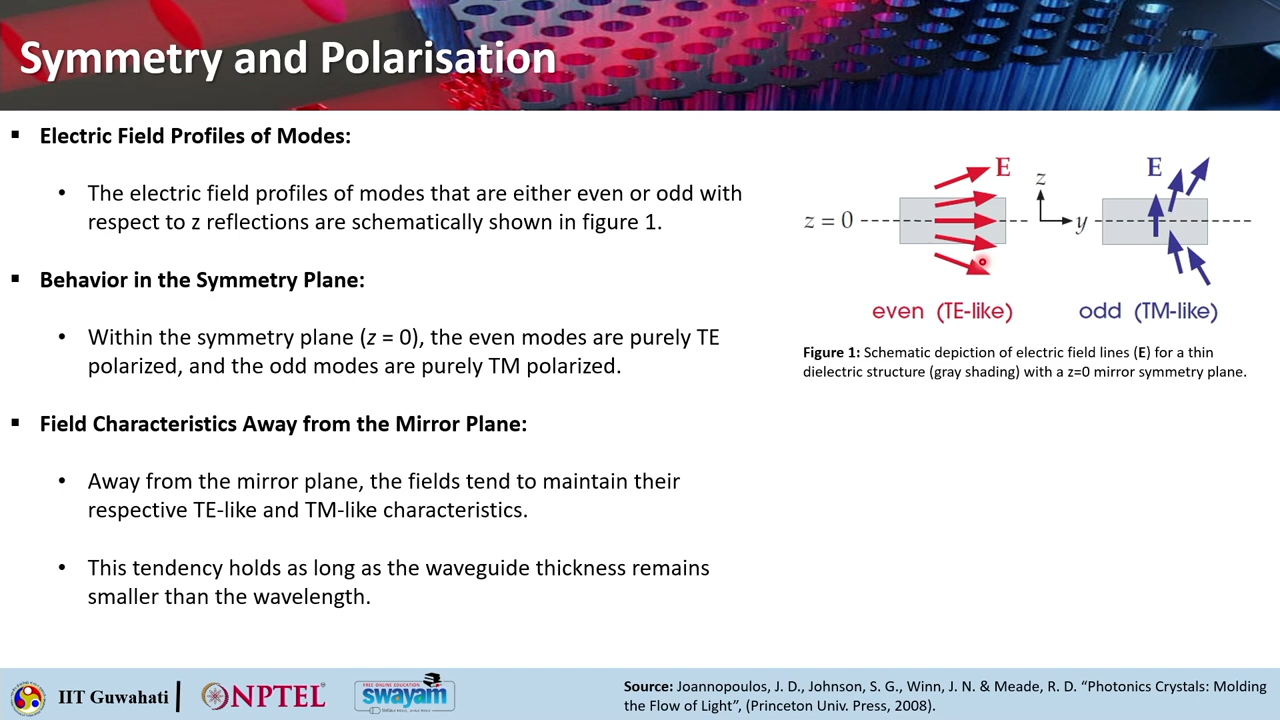 Symmetry and Polarisation
▪ Electric Field Profiles of Modes:
• The electric field profiles of modes that are either even or odd with
respect to z reflections are schematically shown in figure 1.
▪ Behavior in the Symmetry Plane:
• Within the symmetry plane (z = 0), the even modes are purely TE
polarized, and the odd modes are purely TM polarized.
▪ Field Characteristics Away from the Mirror Plane:
• Away from the mirror plane, the fields tend to maintain their
respective TE-like and TM-like characteristics.
• This tendency holds as long as the waveguide thickness remains
smaller than the wavelength.
E
z
E
z = 0
y
even (TE-like)
odd (TM-like)
Figure 1: Schematic depiction of electric field lines (E) for a thin
dielectric structure (gray shading) with a z=0 mirror symmetry plane.
IIT Guwahati
NPTEL
FREE ONLINE EDUCATION
swayam
Source: Joannopoulos, J. D., Johnson, S. G., Winn, J. N. & Meade, R. D. “Photonics Crystals: Molding
the Flow of Light”, (Princeton Univ. Press, 2008).